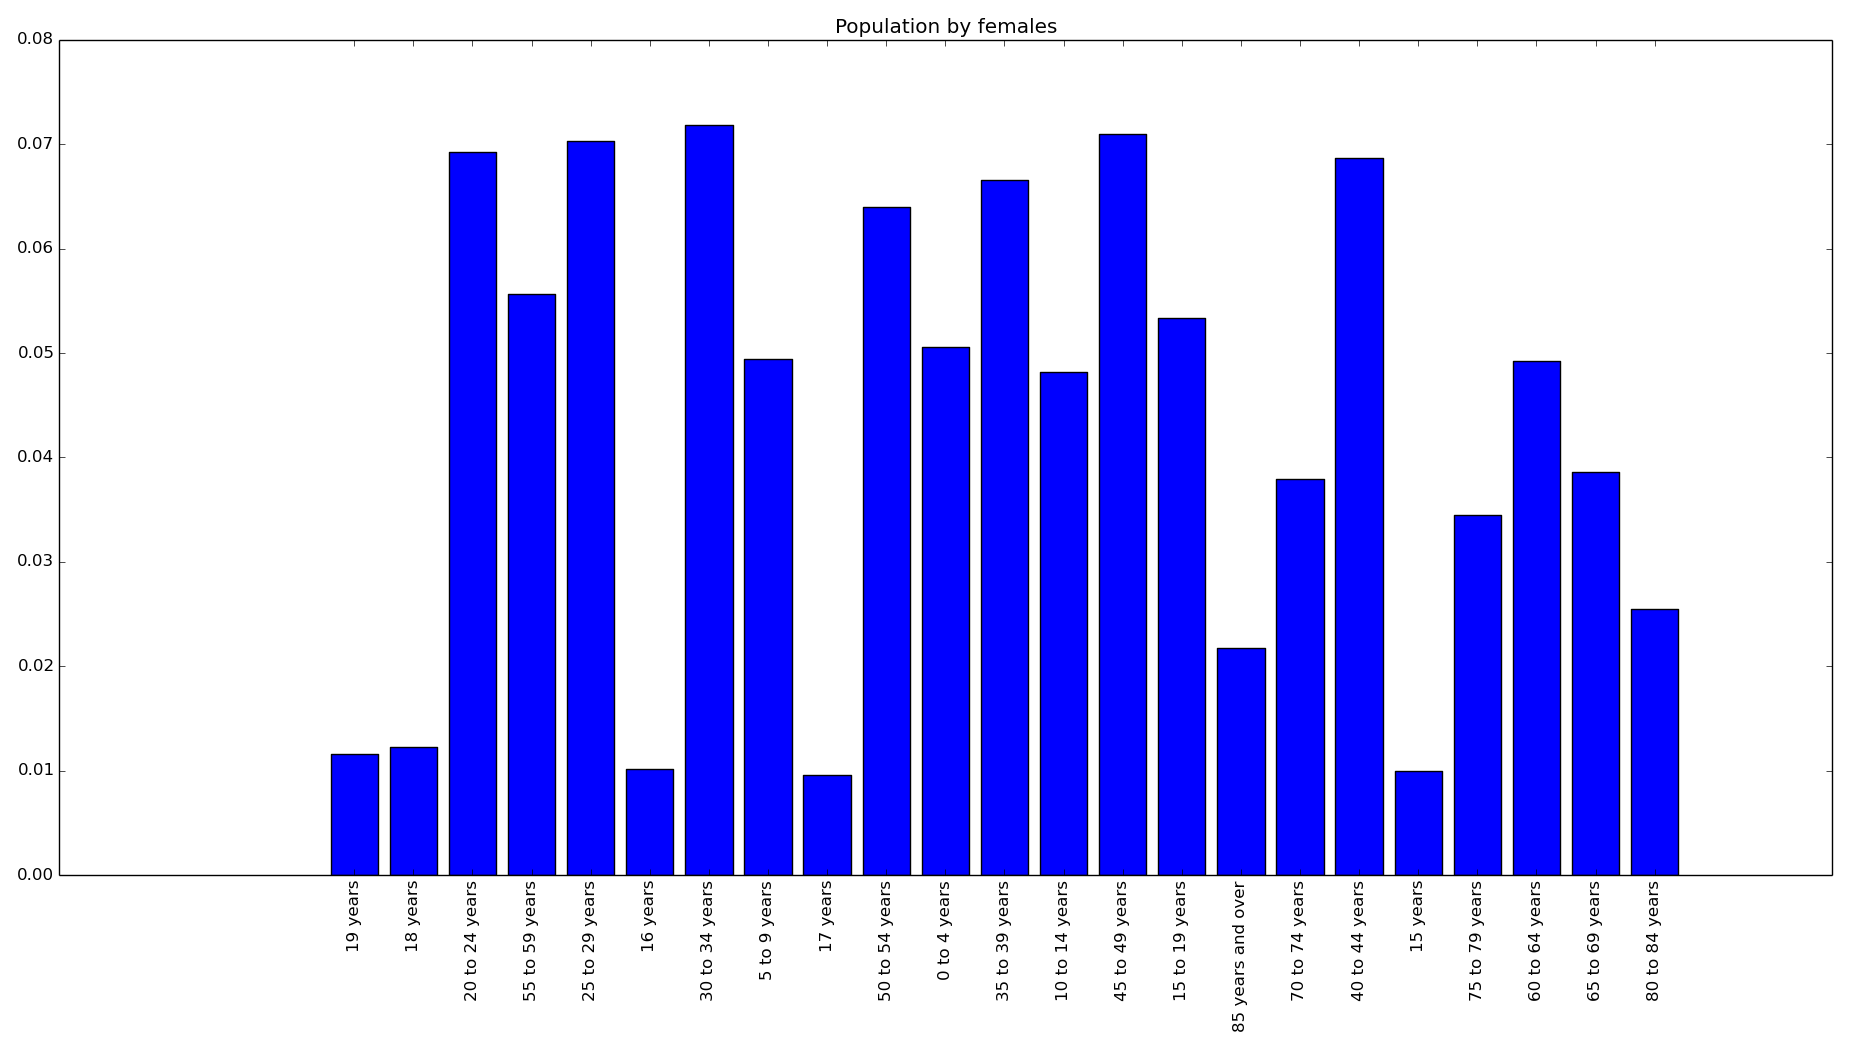 Population by females
0.08
0.07
0.06
0.05
0.04
0.03
0.02
0.01
0.00
19 years
18 years
20 to 24 years
55 to 59 years
25 to 29 years
16 years
30 to 34 years
5 to 9 years
17 years
50 to 54 years
0 to 4 years
35 to 39 years
10 to 14 years
45 to 49 years
15 to 19 years
85 years and over
70 to 74 years
40 to 44 years
15 years
75 to 79 years
60 to 64 years
65 to 69 years
80 to 84 years